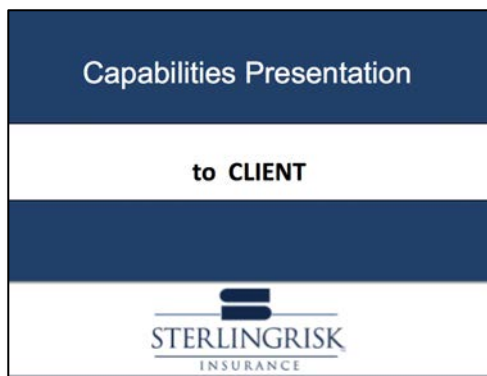 Capabilities Presentation
to CLIENT
STERLINGRISK
INSURANCE